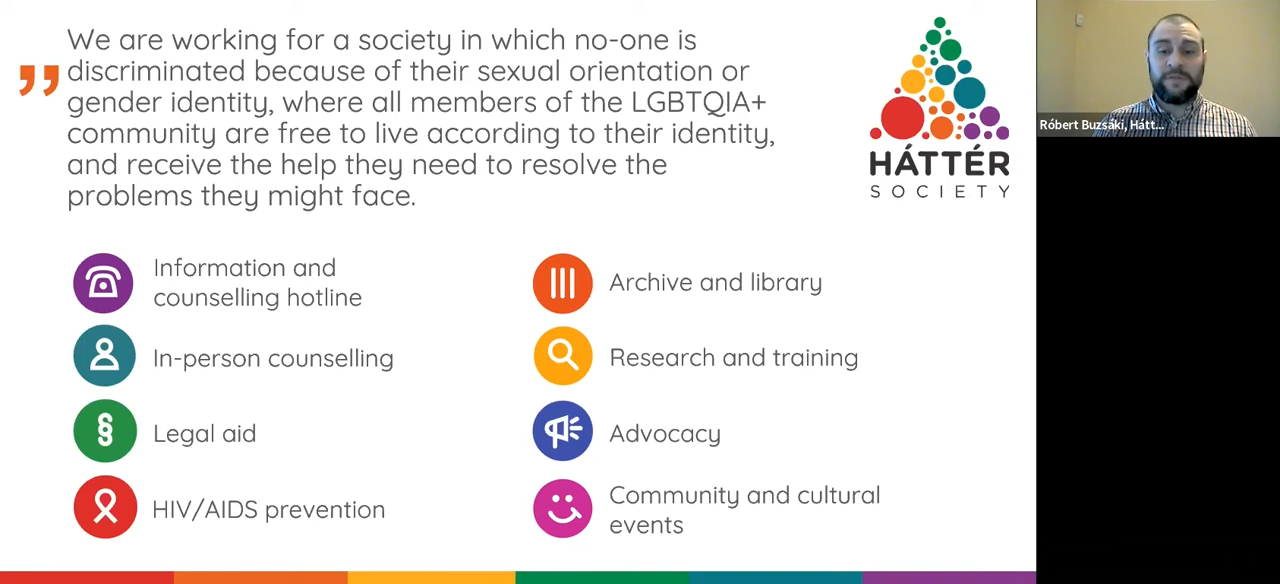 We are working for a society in which no-one is
discriminated because of their sexual orientation or
gender identity, where all members of the LGBTQIA+
community are free to live according to their identity,
and receive the help they need to resolve the
problems they might face.
HÁTTÉR
SOCIETY
Róbert Buzsáki, Hátt...
Information and
counselling hotline
In-person counselling
Legal aid
HIV/AIDS prevention
Archive and library
Research and training
Advocacy
Community and cultural
events